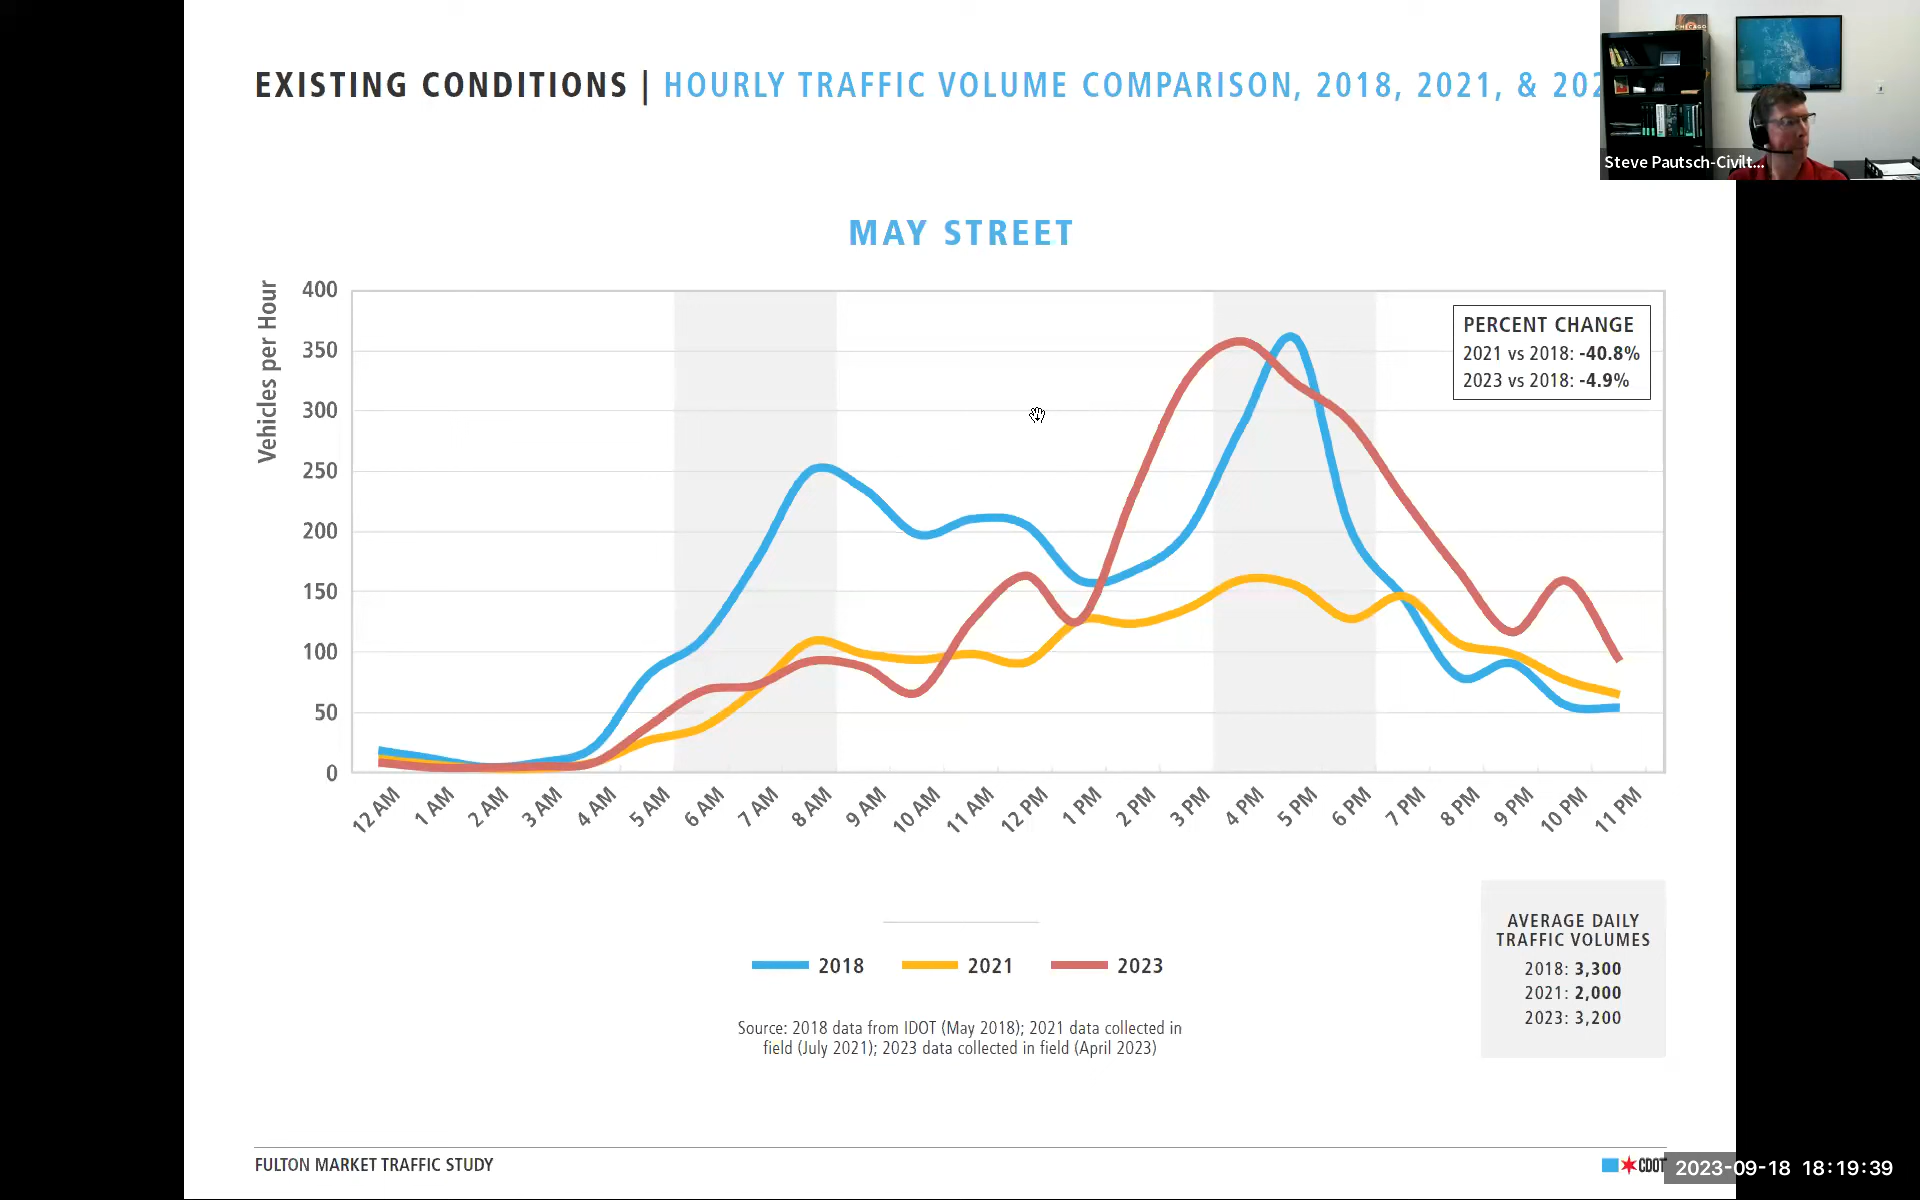 EXISTING CONDITIONS | HOURLY TRAFFIC VOLUME COMPARISON, 2018, 2021, &
Steve Pautsch-Civilt...
MAY STREET
Vehicles per Hour
400
350
300
250
200
150
100
50
0
PERCENT CHANGE
2021 vs 2018: -40.8%
2023 vs 2018: -4.9%
12 AM
1 AM
2 AM
3 AM
4 AM
5 AM
6 AM
7 AM
8 AM
9 AM
10 AM
11 AM
12 PM
1 PM
2 PM
3 PM
4 PM
5 PM
6 PM
7 PM
8 PM
9 PM
10 PM
11 PM
2018 2021 2023
Source: 2018 data from IDOT (May 2018); 2021 data collected in
field (July 2021); 2023 data collected in field (April 2023)
AVERAGE DAILY
TRAFFIC VOLUMES
2018: 3,300
2021: 2,000
2023: 3,200
FULTON MARKET TRAFFIC STUDY
CDOT
2023-09-18 18:19:39